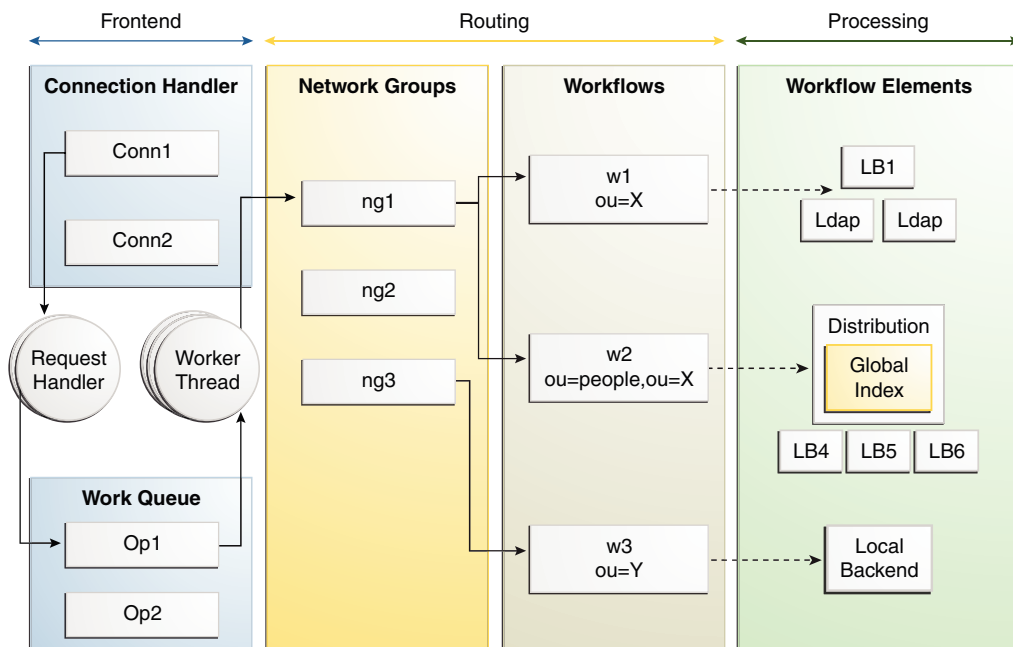 Frontend
Routing
Processing
Connection Handler
Conn1
Conn2
Request
Handler
Worker
Thread
Work Queue
Op1
Op2
Network Groups
ng1
ng2
ng3
Workflows
w1
ou=X
w2
ou=people,ou=X
w3
ou=Y
Workflow Elements
LB1
Ldap Ldap
Distribution
Global
Index
LB4 LB5 LB6
Local
Backend